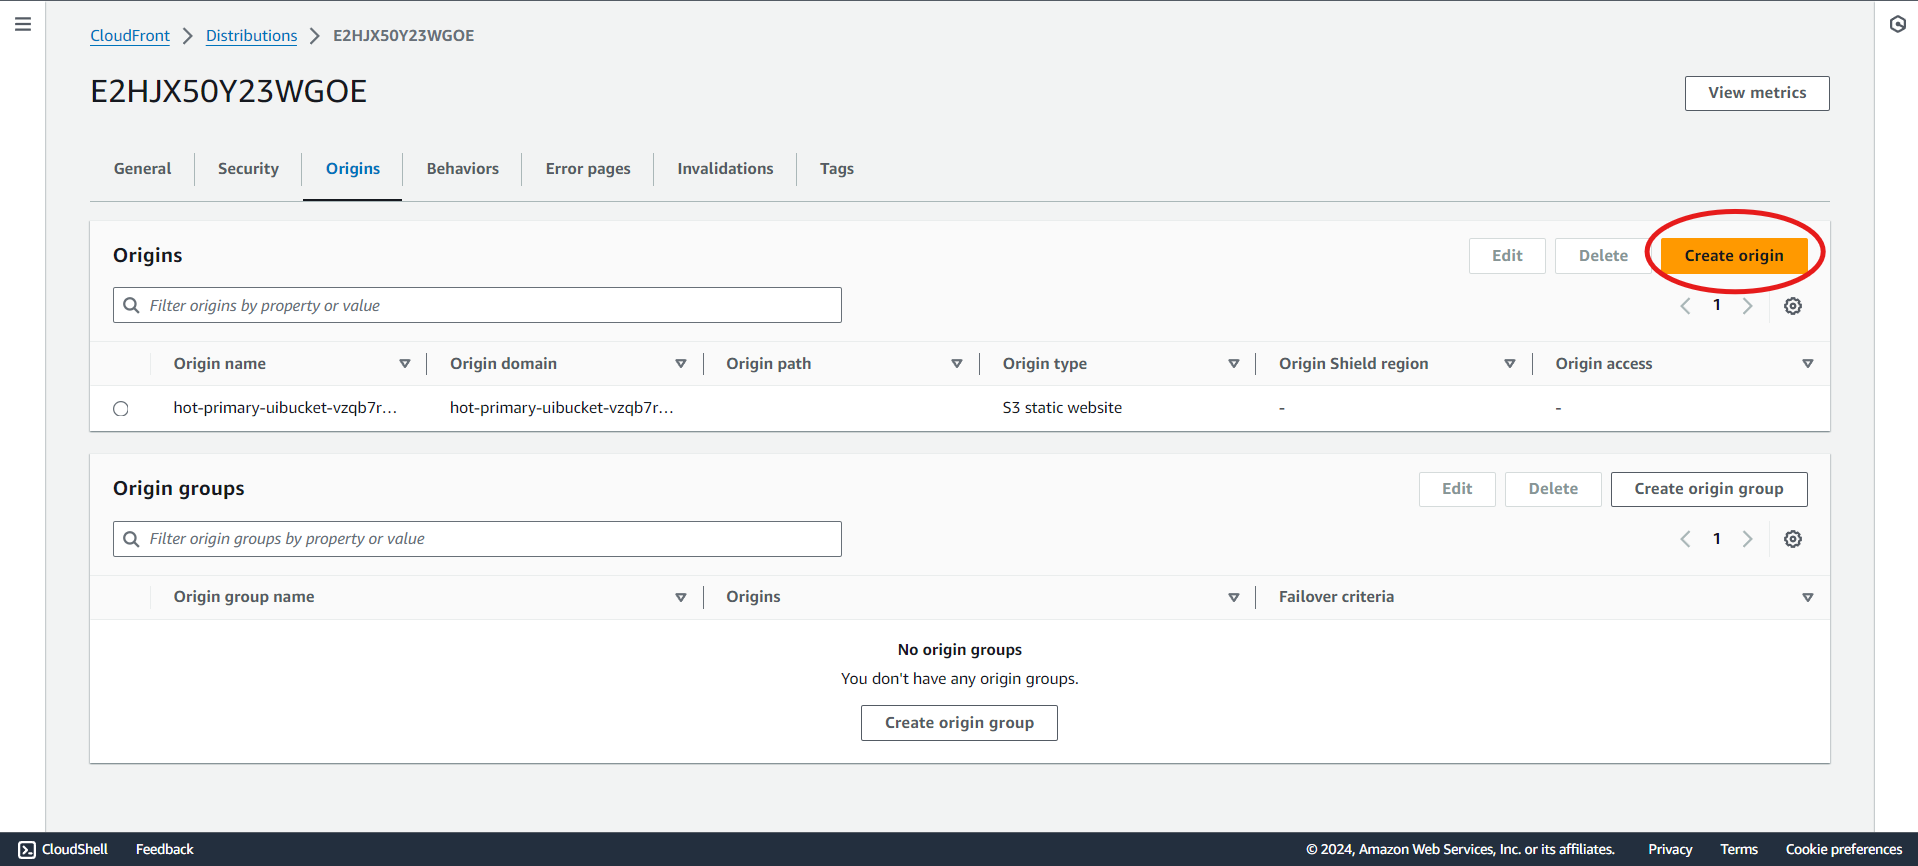 CloudFront > Distributions > E2HJX50Y23WGOE
E2HJX50Y23WGOE
View metrics
General Security Origins Behaviors Error pages Invalidations Tags
Origins
Edit Delete Create origin
Filter origins by property or value
1
Origin name Origin domain Origin path Origin type Origin Shield region Origin access
hot-primary-uibucket-vzqb7r... hot-primary-uibucket-vzqb7r... S3 static website - -
Origin groups
Edit Delete Create origin group
Filter origin groups by property or value
1
Origin group name Origins Failover criteria
No origin groups
You don't have any origin groups.
Create origin group
CloudShell Feedback © 2024, Amazon Web Services, Inc. or its affiliates. Privacy Terms Cookie preferences